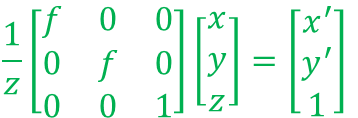 1/z [f 0 0; 0 f 0; 0 0 1] [x; y; z] = [x′; y′; 1]